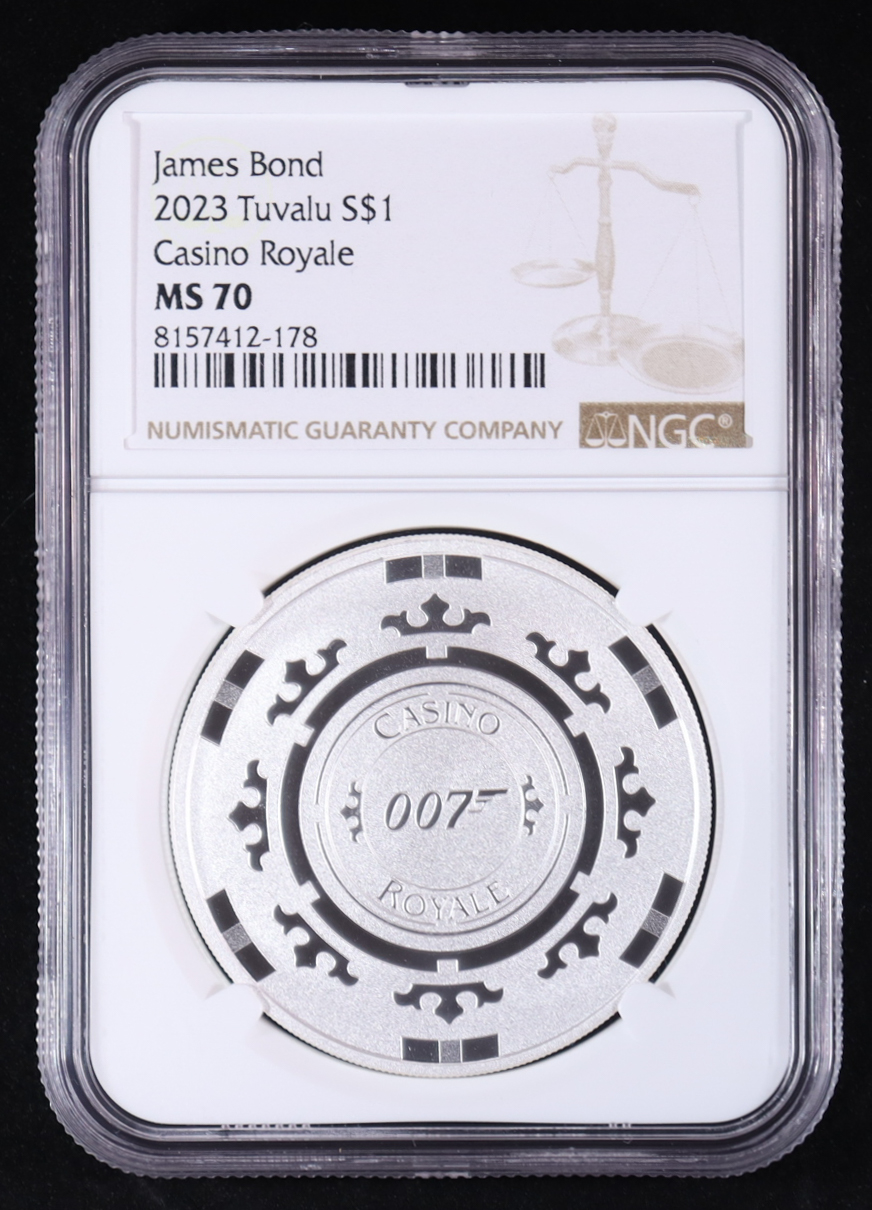 James Bond
2023 Tuvalu S$1
Casino Royale
MS 70
8157412-178
NUMISMATIC GUARANTY COMPANY
NGC®
CASINO
007
ROYALE